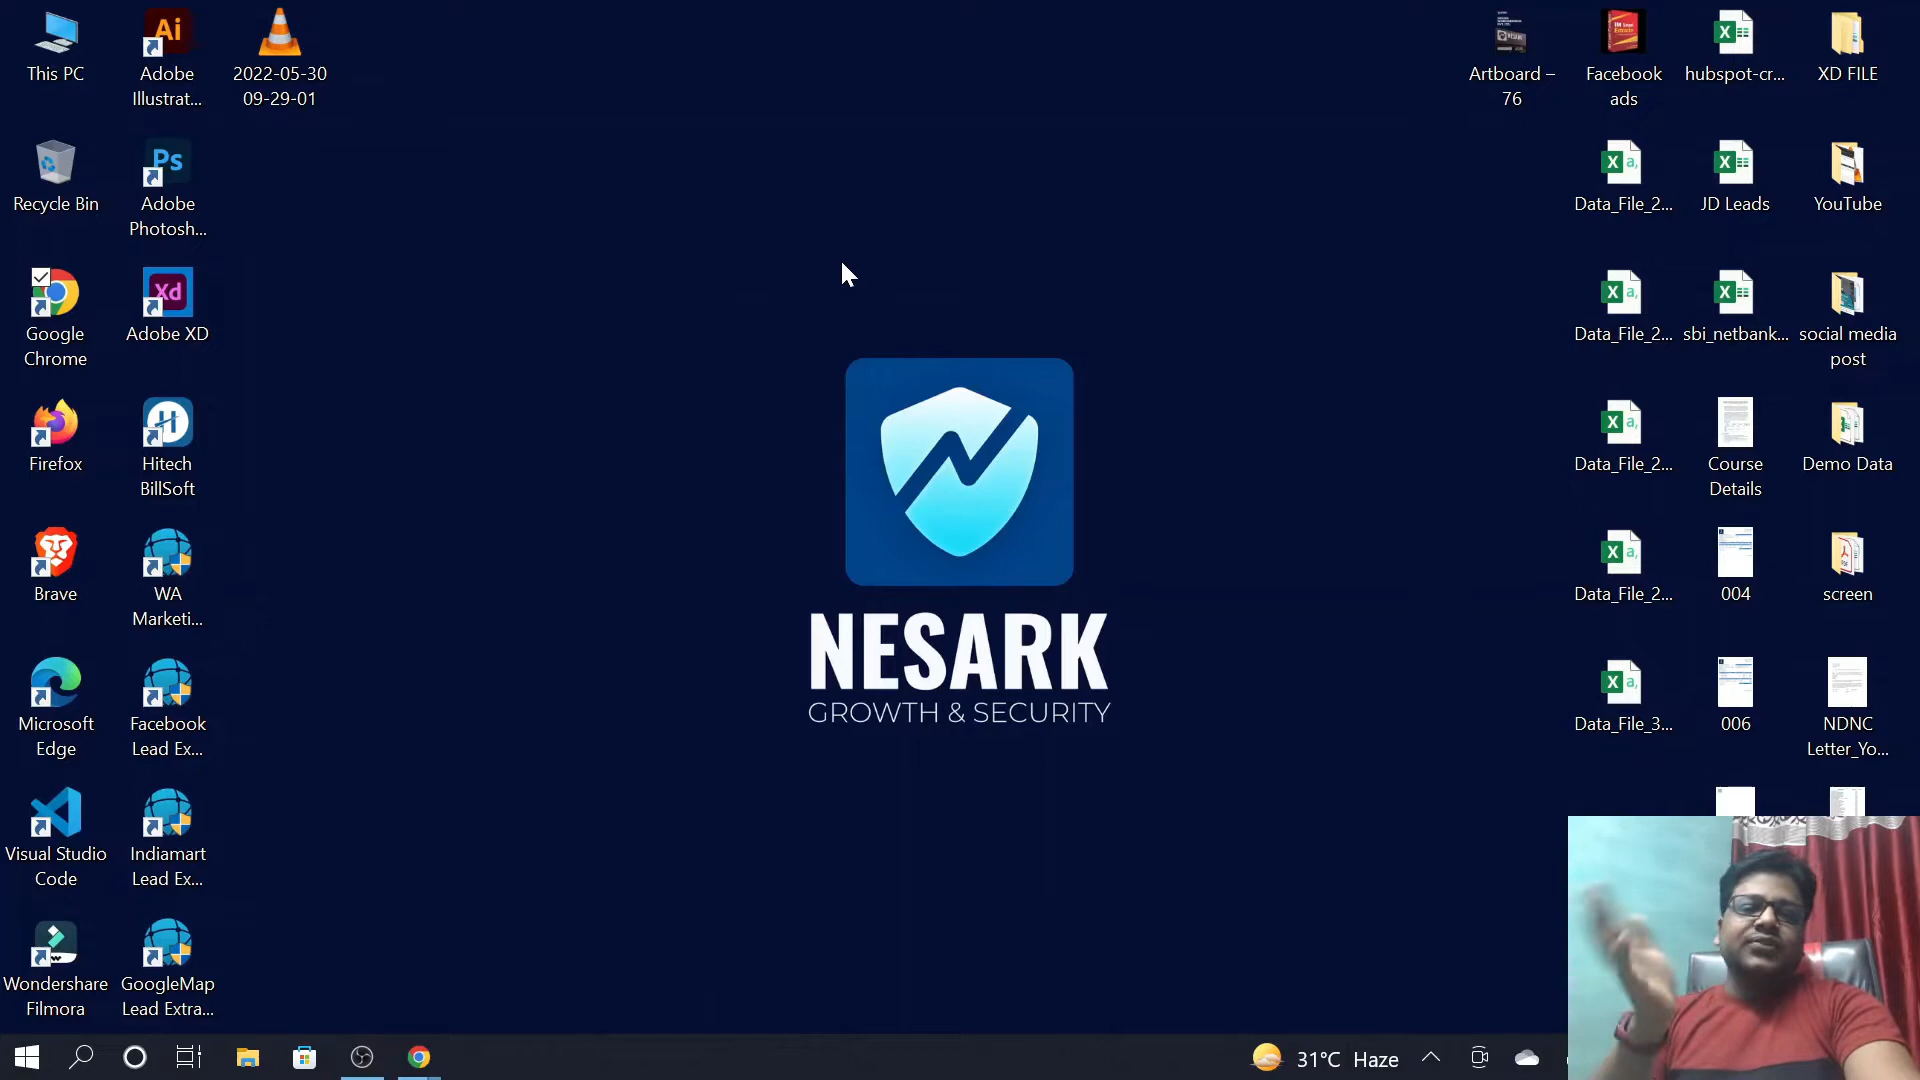 This PC
Adobe
Illustrat...
2022-05-30
09-29-01
Artboard –
76
Facebook
ads
hubspot-cr...
XD FILE
Recycle Bin
Adobe
Photosh...
Data_File_2...
JD Leads
YouTube
Google
Chrome
Adobe XD
Data_File_2...
sbi_netbank...
social media
post
Firefox
Hitech
BillSoft
Data_File_2...
Course
Details
Demo Data
Brave
WA
Marketi...
Data_File_2...
004
screen
Microsoft
Edge
Facebook
Lead Ex...
Data_File_3...
006
NDNC
Letter_Yo...
Visual Studio
Code
Indiamart
Lead Ex...
Wondershare
Filmora
GoogleMap
Lead Extra...
NESARK
GROWTH & SECURITY
31°C Haze